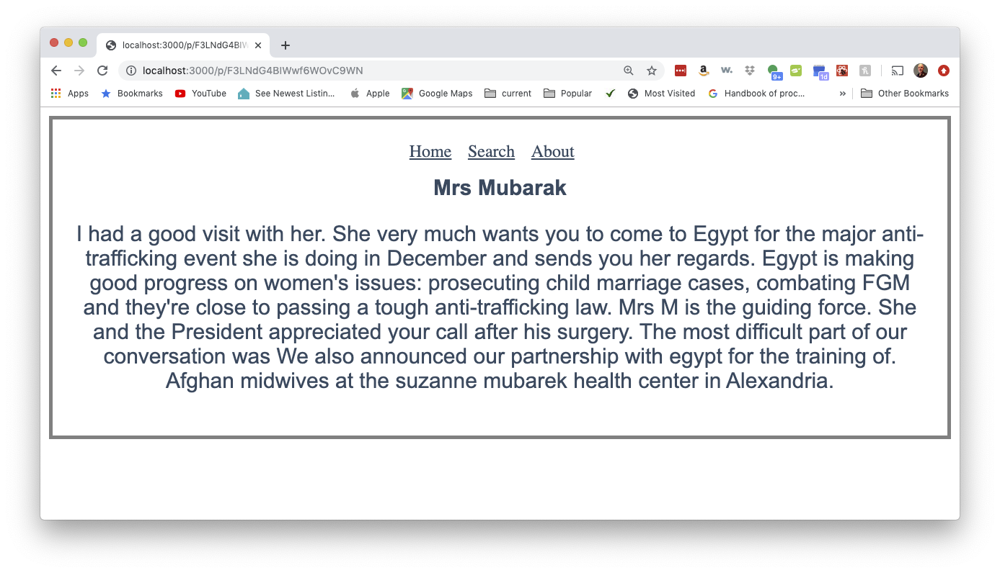 localhost:3000/p/F3LNdG4BIW
localhost:3000/p/F3LNdG4BIWwf6WOvC9WN
9+
1d
Apps Bookmarks YouTube See Newest Listin... Apple Google Maps current Popular Most Visited Handbook of proc... » Other Bookmarks
Home Search About
Mrs Mubarak
I had a good visit with her. She very much wants you to come to Egypt for the major anti-
trafficking event she is doing in December and sends you her regards. Egypt is making
good progress on women's issues: prosecuting child marriage cases, combating FGM
and they're close to passing a tough anti-trafficking law. Mrs M is the guiding force. She
and the President appreciated your call after his surgery. The most difficult part of our
conversation was We also announced our partnership with egypt for the training of.
Afghan midwives at the suzanne mubarek health center in Alexandria.